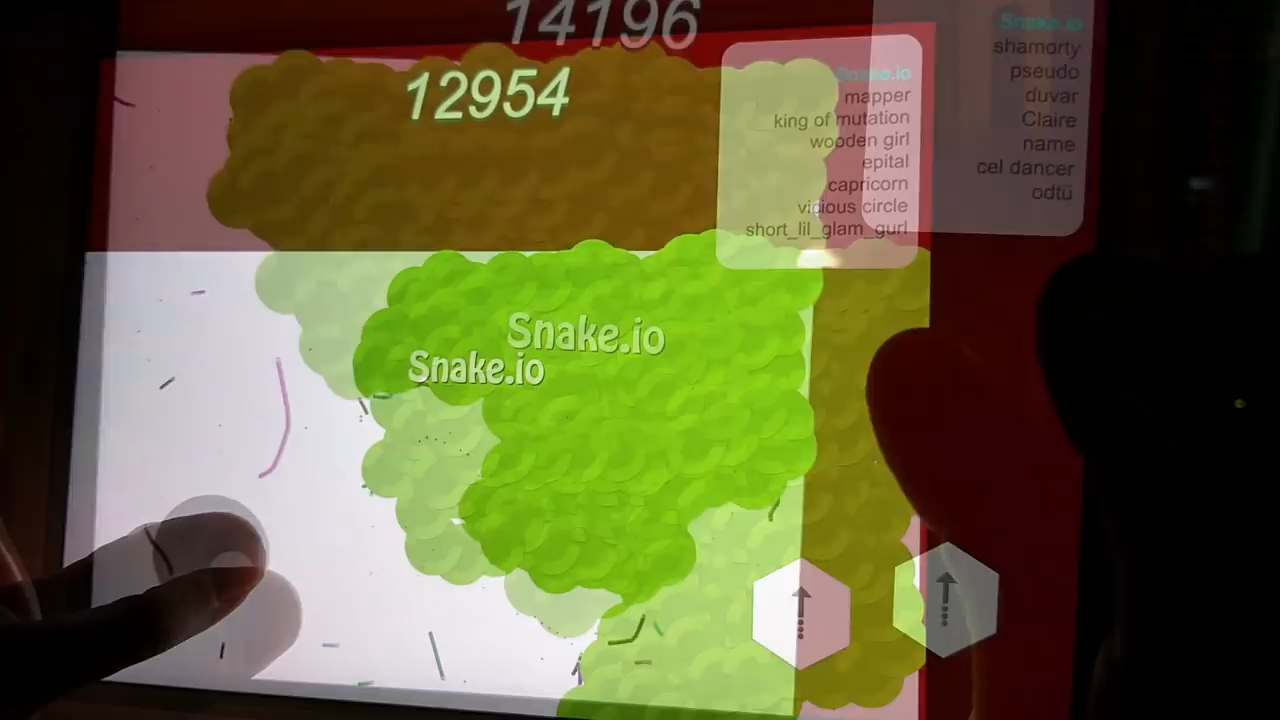 14196
12954
Snake.io
mapper
king of mutation
wooden girl
epital
capricorn
vicious circle
short_lil_glam_gurl
Snake.io
shamorty
pseudo
duvar
Claire
name
cel dancer
odtü
Snake.io
Snake.io